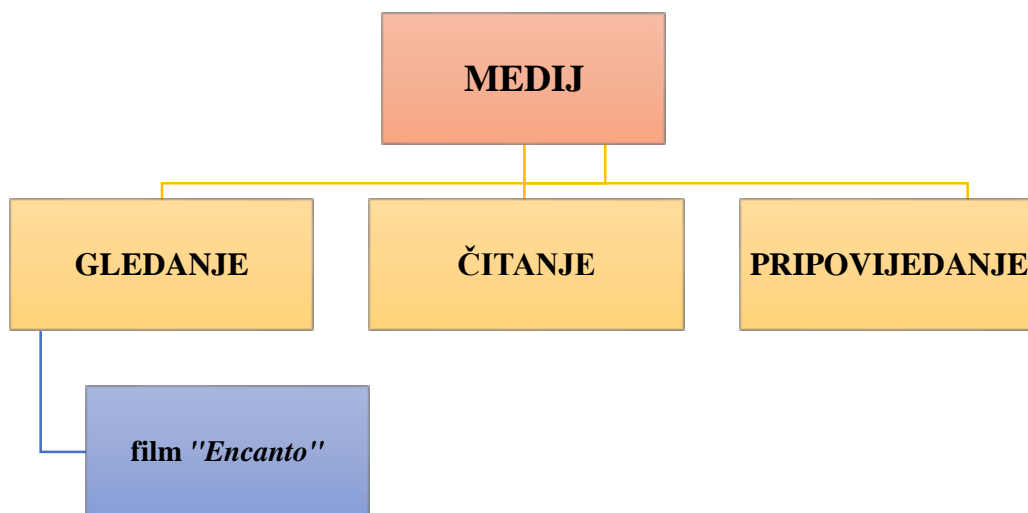 MEDIJ
GLEDANJE
ČITANJE
PRIPOVIJEDANJE
film "Encanto"